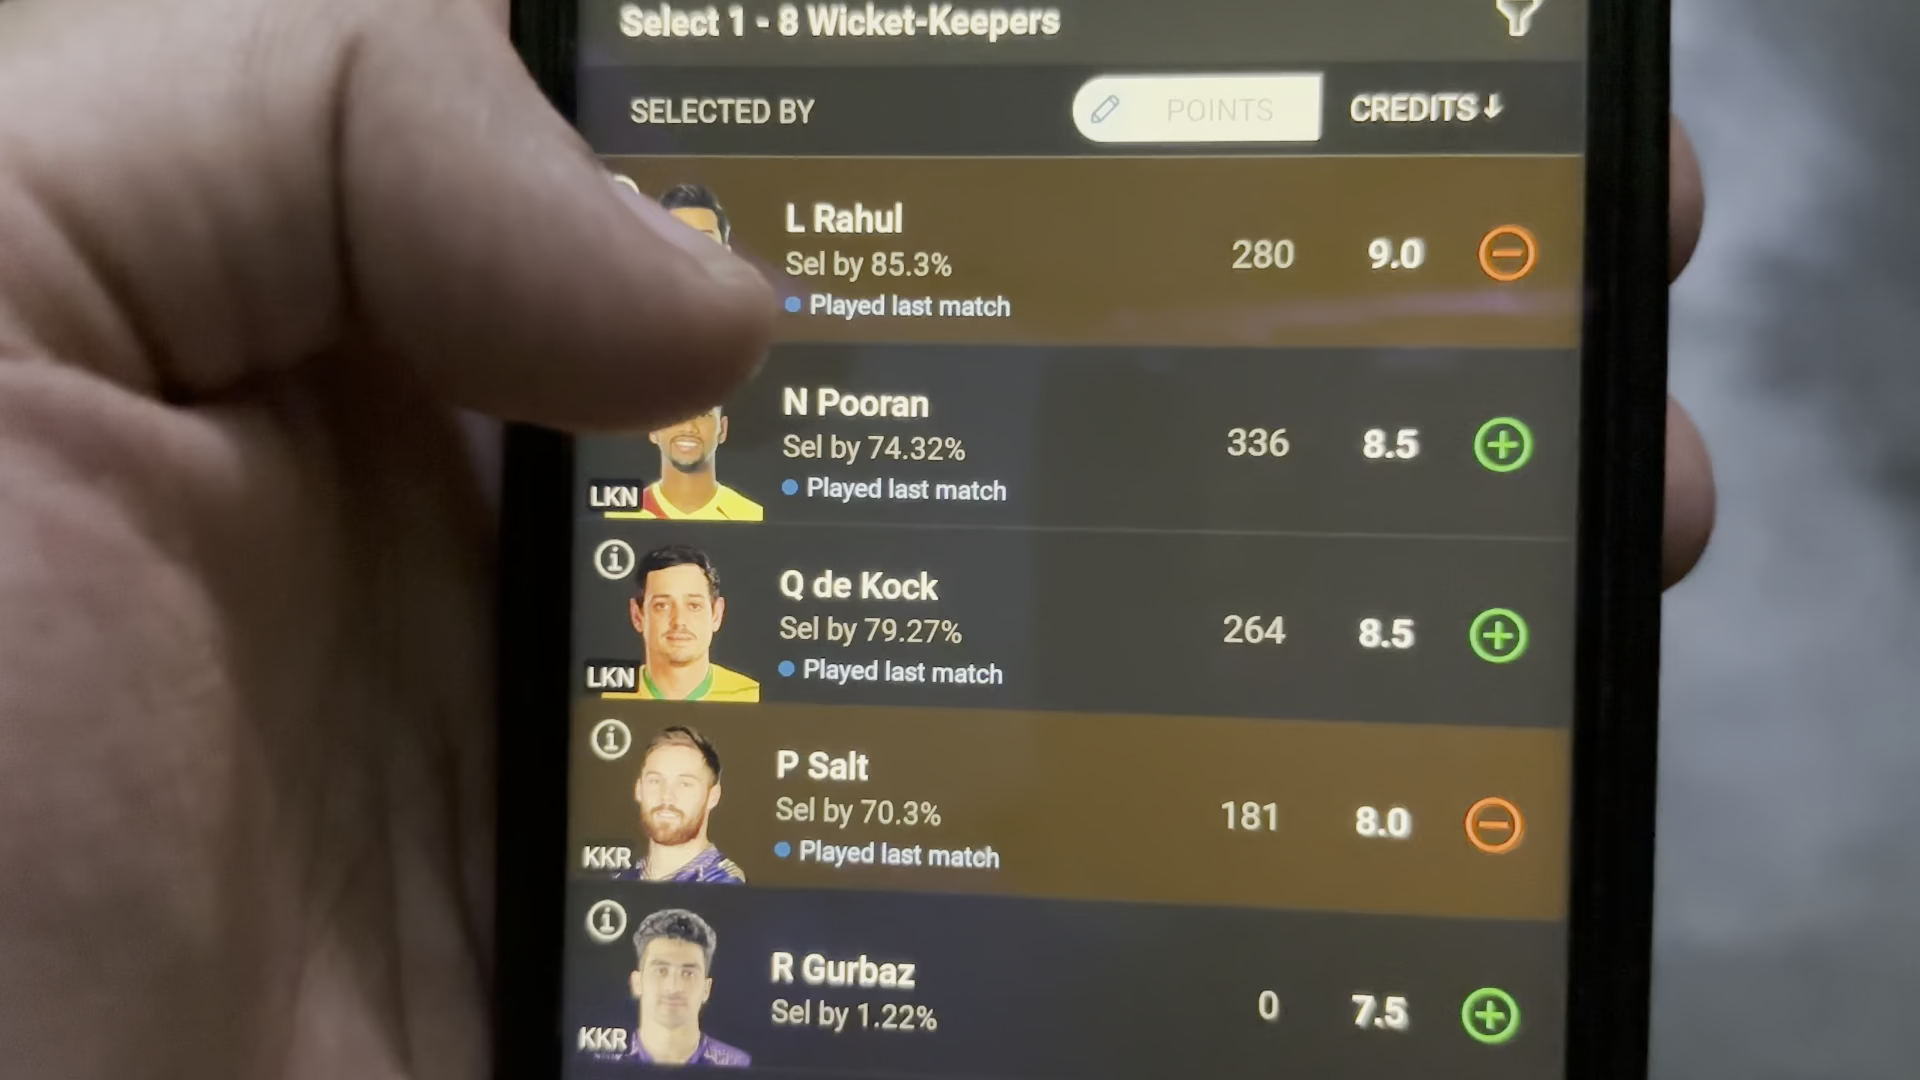 Select 1 - 8 Wicket-Keepers
SELECTED BY POINTS CREDITS↓
L Rahul
Sel by 85.3% 280 9.0
Played last match
N Pooran
Sel by 74.32% 336 8.5
Played last match
LKN
Q de Kock
Sel by 79.27% 264 8.5
Played last match
LKN
P Salt
Sel by 70.3% 181 8.0
Played last match
KKR
R Gurbaz
Sel by 1.22% 0 7.5
KKR